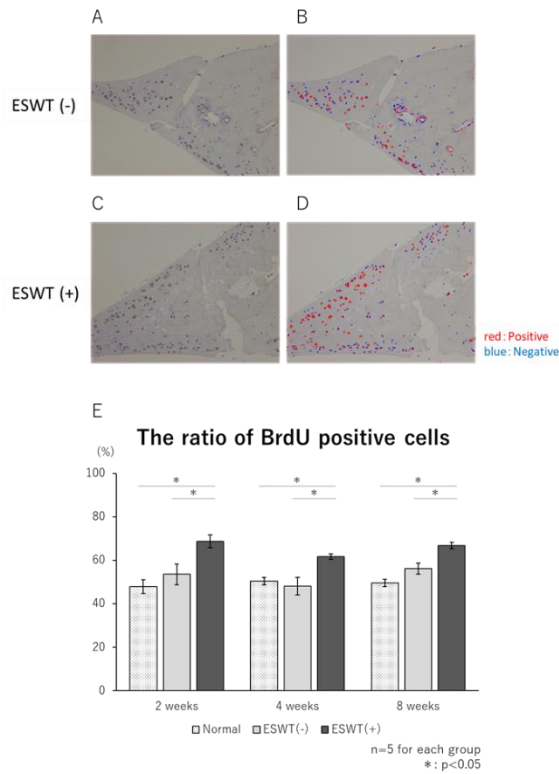 A
B
ESWT (-)
C
D
ESWT (+)
red: Positive
blue: Negative
E
The ratio of BrdU positive cells
(%)
100
80
60
40
20
0
* * *
* * *
2 weeks 4 weeks 8 weeks
Normal ESWT(-) ESWT(+)
n=5 for each group
*: p<0.05